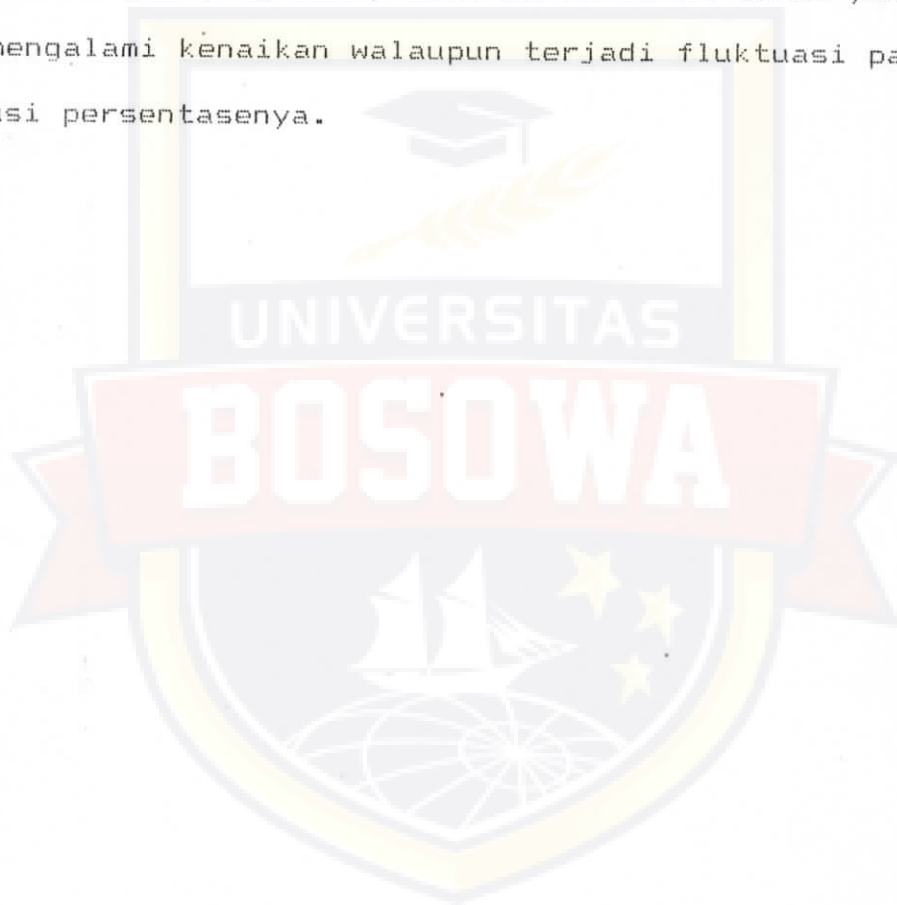 mengalami kenaikan walaupun terjadi fluktuasi pa
si persentasenya.
UNIVERSITAS
BOSOWA